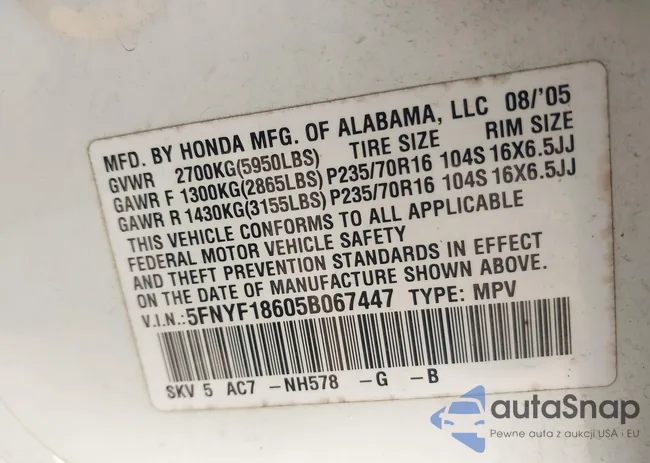 MFD. BY HONDA MFG. OF ALABAMA, LLC 08/'05
GVWR 2700KG(5950LBS) TIRE SIZE RIM SIZE
GAWR F 1300KG(2865LBS) P235/70R16 104S 16X6.5JJ
GAWR R 1430KG(3155LBS) P235/70R16 104S 16X6.5JJ
THIS VEHICLE CONFORMS TO ALL APPLICABLE
FEDERAL MOTOR VEHICLE SAFETY
AND THEFT PREVENTION STANDARDS IN EFFECT
ON THE DATE OF MANUFACTURE SHOWN ABOVE.
V.I.N.:5FNYF18605B067447 TYPE: MPV
SKV 5 AC7 -NH578 -G -B
autaSnap
Pewne auta z aukcji USA i EU